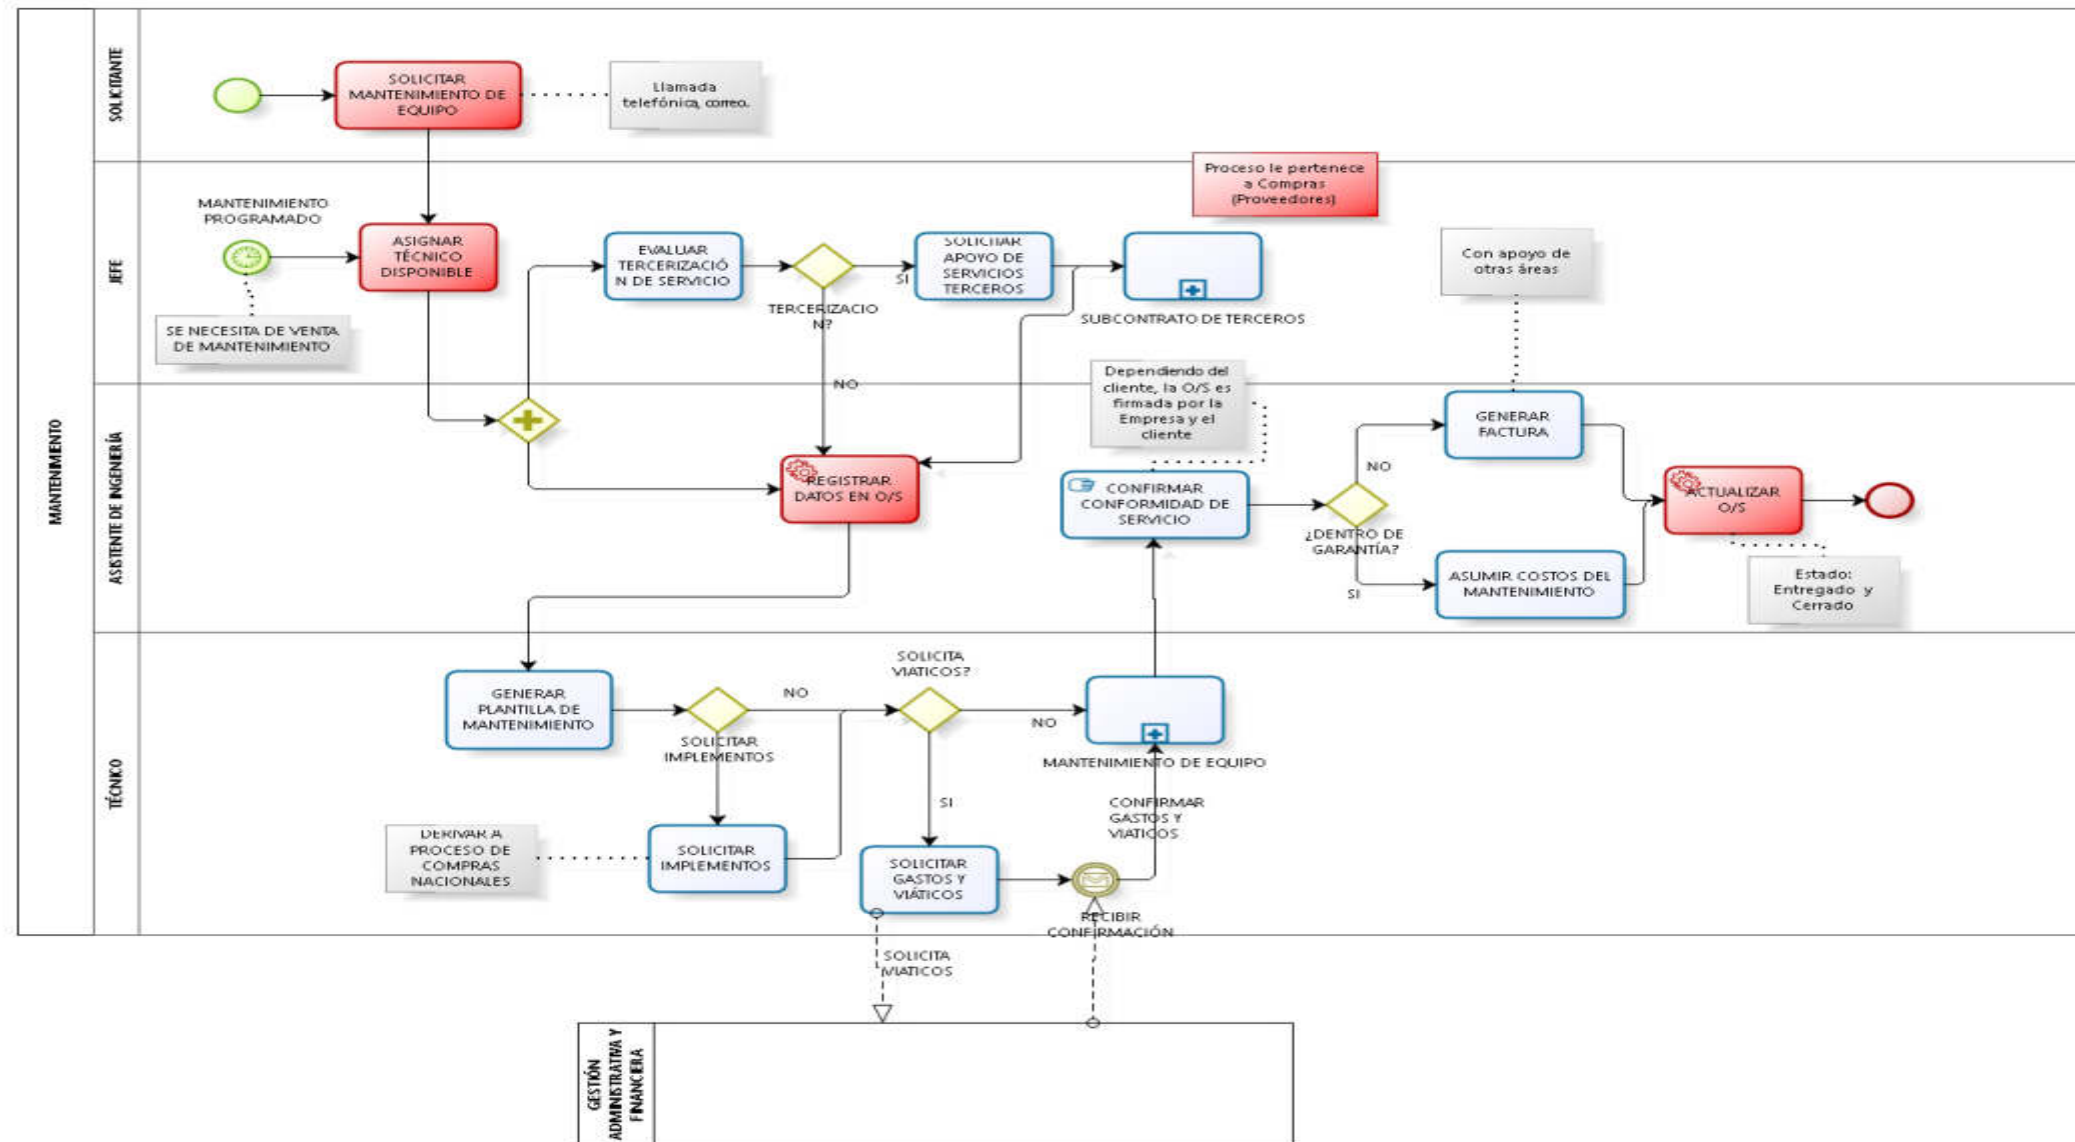 MANTENIMIENTO
SOLICITANTE
SOLICITAR
MANTENIMIENTO DE
EQUIPO
Llamada
telefónica, correo.
JEFE
MANTENIMIENTO
PROGRAMADO
SE NECESITA DE VENTA
DE MANTENIMIENTO
ASIGNAR
TÉCNICO
DISPONIBLE
EVALUAR
TERCERIZACIÓ
N DE SERVICIO
TERCERIZACIO
N?
SI
NO
SOLICITAR
APOYO DE
SERVICIOS
TERCEROS
SUBCONTRATO DE TERCEROS
Proceso le pertenece
a Compras
(Proveedores)
Con apoyo de
otras áreas
ASISTENTE DE INGENIERÍA
REGISTRAR
DATOS EN O/S
Dependiendo del
cliente, la O/S es
firmada por la
Empresa y el
cliente
CONFIRMAR
CONFORMIDAD DE
SERVICIO
¿DENTRO DE
GARANTÍA?
NO
SI
GENERAR
FACTURA
ASUMIR COSTOS DEL
MANTENIMIENTO
ACTUALIZAR
O/S
Estado:
Entregado y
Cerrado
TÉCNICO
GENERAR
PLANTILLA DE
MANTENIMIENTO
SOLICITAR
IMPLEMENTOS
NO
DERIVAR A
PROCESO DE
COMPRAS
NACIONALES
SOLICITAR
IMPLEMENTOS
SOLICITA
VIATICOS?
NO
SI
SOLICITAR
GASTOS Y
VIÁTICOS
MANTENIMIENTO DE EQUIPO
CONFIRMAR
GASTOS Y
VIATICOS
RECIBIR
CONFIRMACIÓN
SOLICITA
VIATICOS
GESTIÓN
ADMINISTRATIVA Y
FINANCIERA